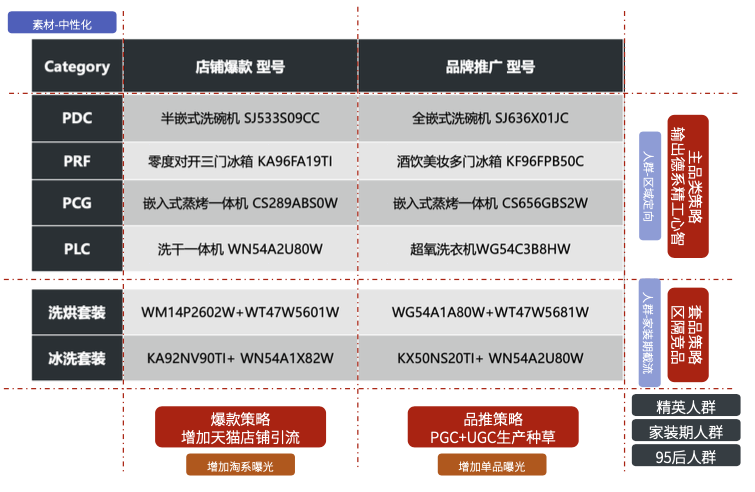 素材-中性化
Category 店铺爆款 型号 品牌推广 型号
PDC 半嵌式洗碗机 SJ533S09CC 全嵌式洗碗机 SJ636X01JC
PRF 零度对开三门冰箱 KA96FA19TI 酒饮美妆多门冰箱 KF96FPB50C
PCG 嵌入式蒸烤一体机 CS289ABS0W 嵌入式蒸烤一体机 CS656GBS2W
PLC 洗干一体机 WN54A2U80W 超氧洗衣机WG54C3B8HW
人群-区域定向
主品类策略
输出德系精工心智
洗烘套装 WM14P2602W+WT47W5601W WG54A1A80W+WT47W5681W
冰洗套装 KA92NV90TI+ WN54A1X82W KX50NS20TI+ WN54A2U80W
人群-家装期截流
套品策略
区隔竞品
爆款策略
增加天猫店铺引流
增加淘系曝光
品推策略
PGC+UGC生产种草
增加单品曝光
精英人群
家装期人群
95后人群